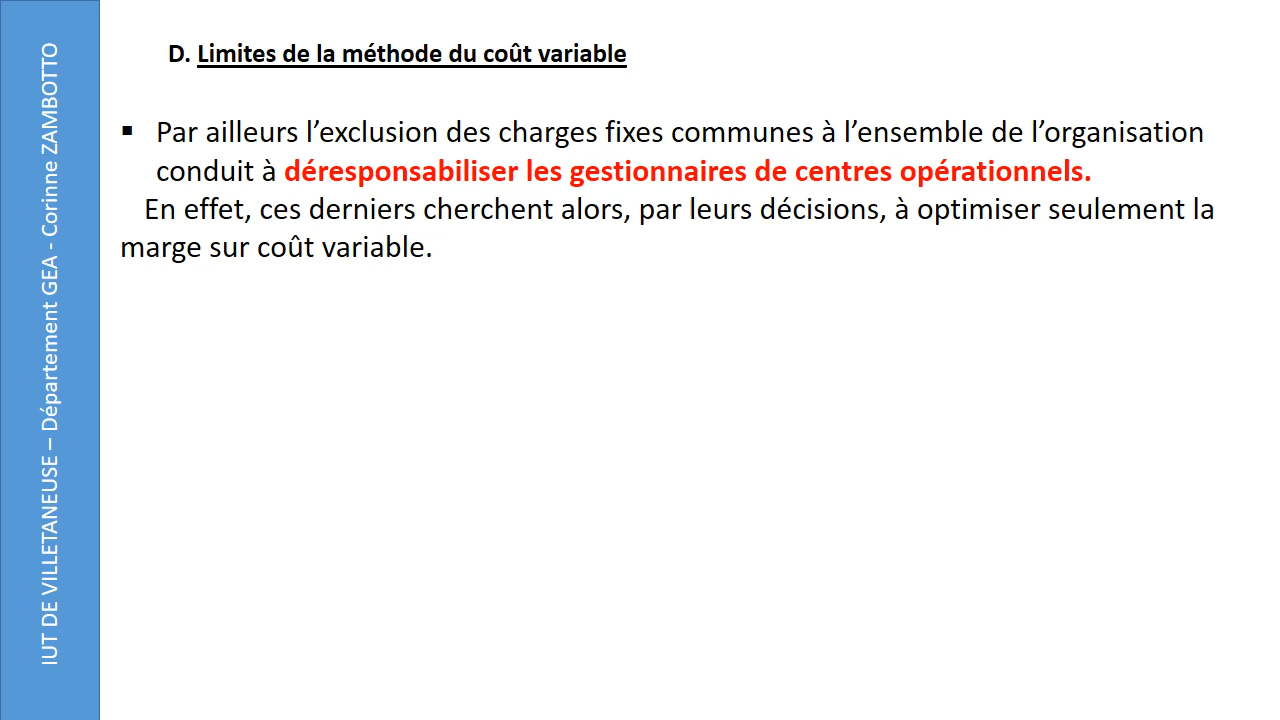 D. Limites de la méthode du coût variable
▪ Par ailleurs l’exclusion des charges fixes communes à l’ensemble de l’organisation
conduit à déresponsabiliser les gestionnaires de centres opérationnels.
En effet, ces derniers cherchent alors, par leurs décisions, à optimiser seulement la
marge sur coût variable.
IUT DE VILLETANEUSE – Département GEA - Corinne ZAMBOTTO